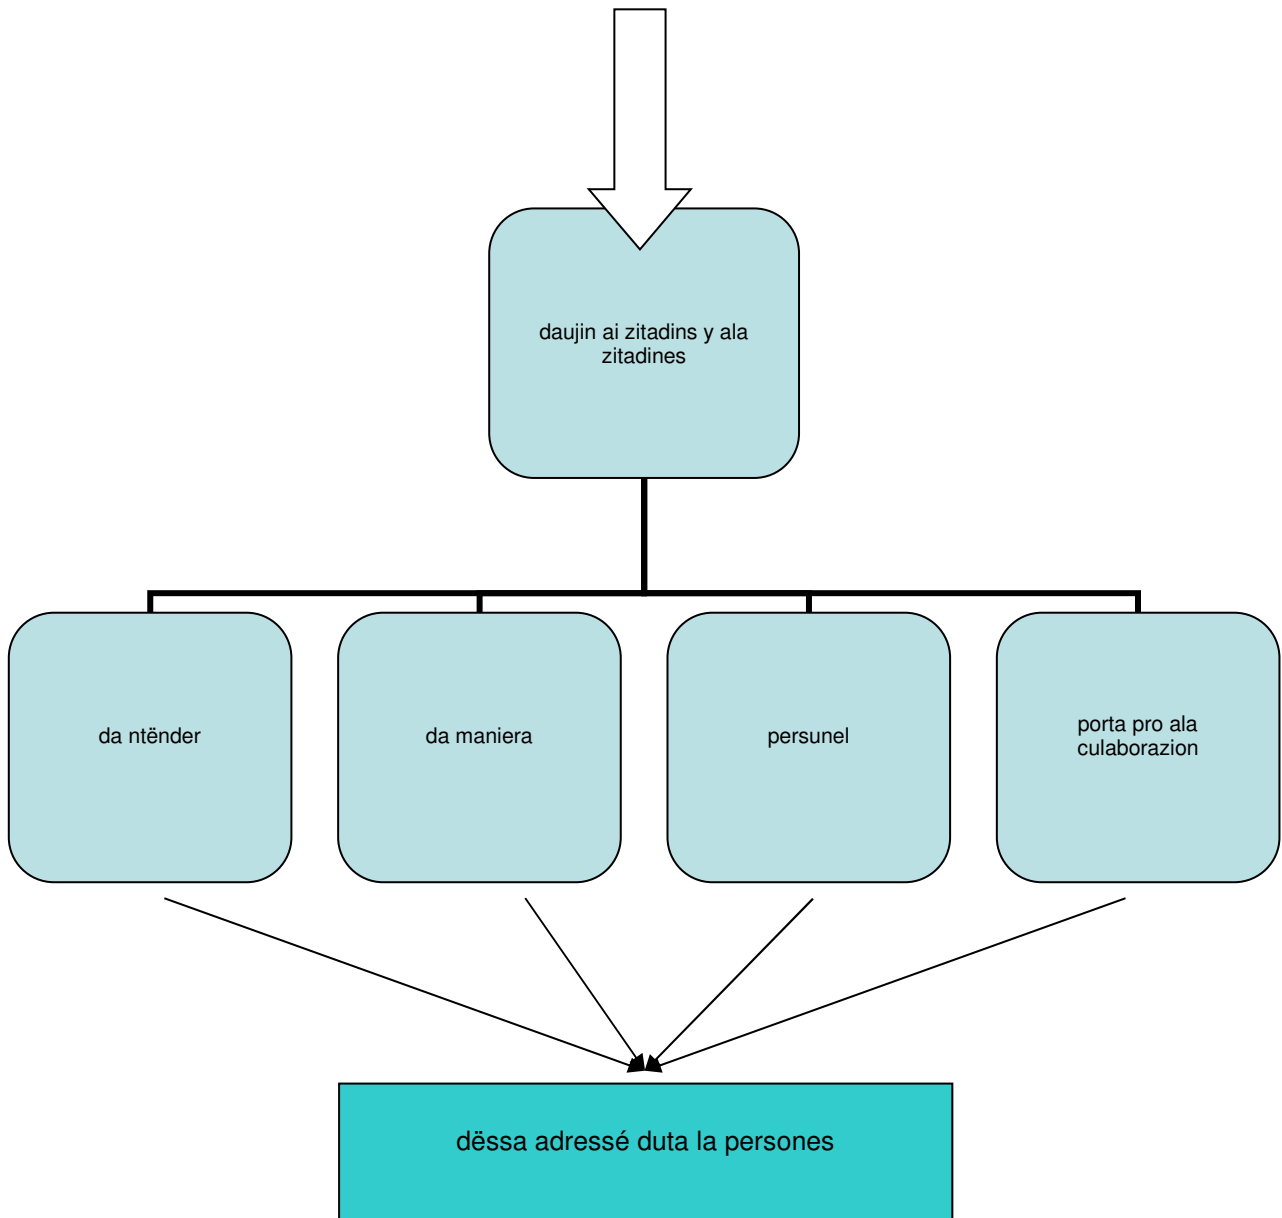 daujin ai zitadins y ala
zitadines
da ntënder
da maniera
persunel
porta pro ala
culaborazion
dëssa adressé duta la persones